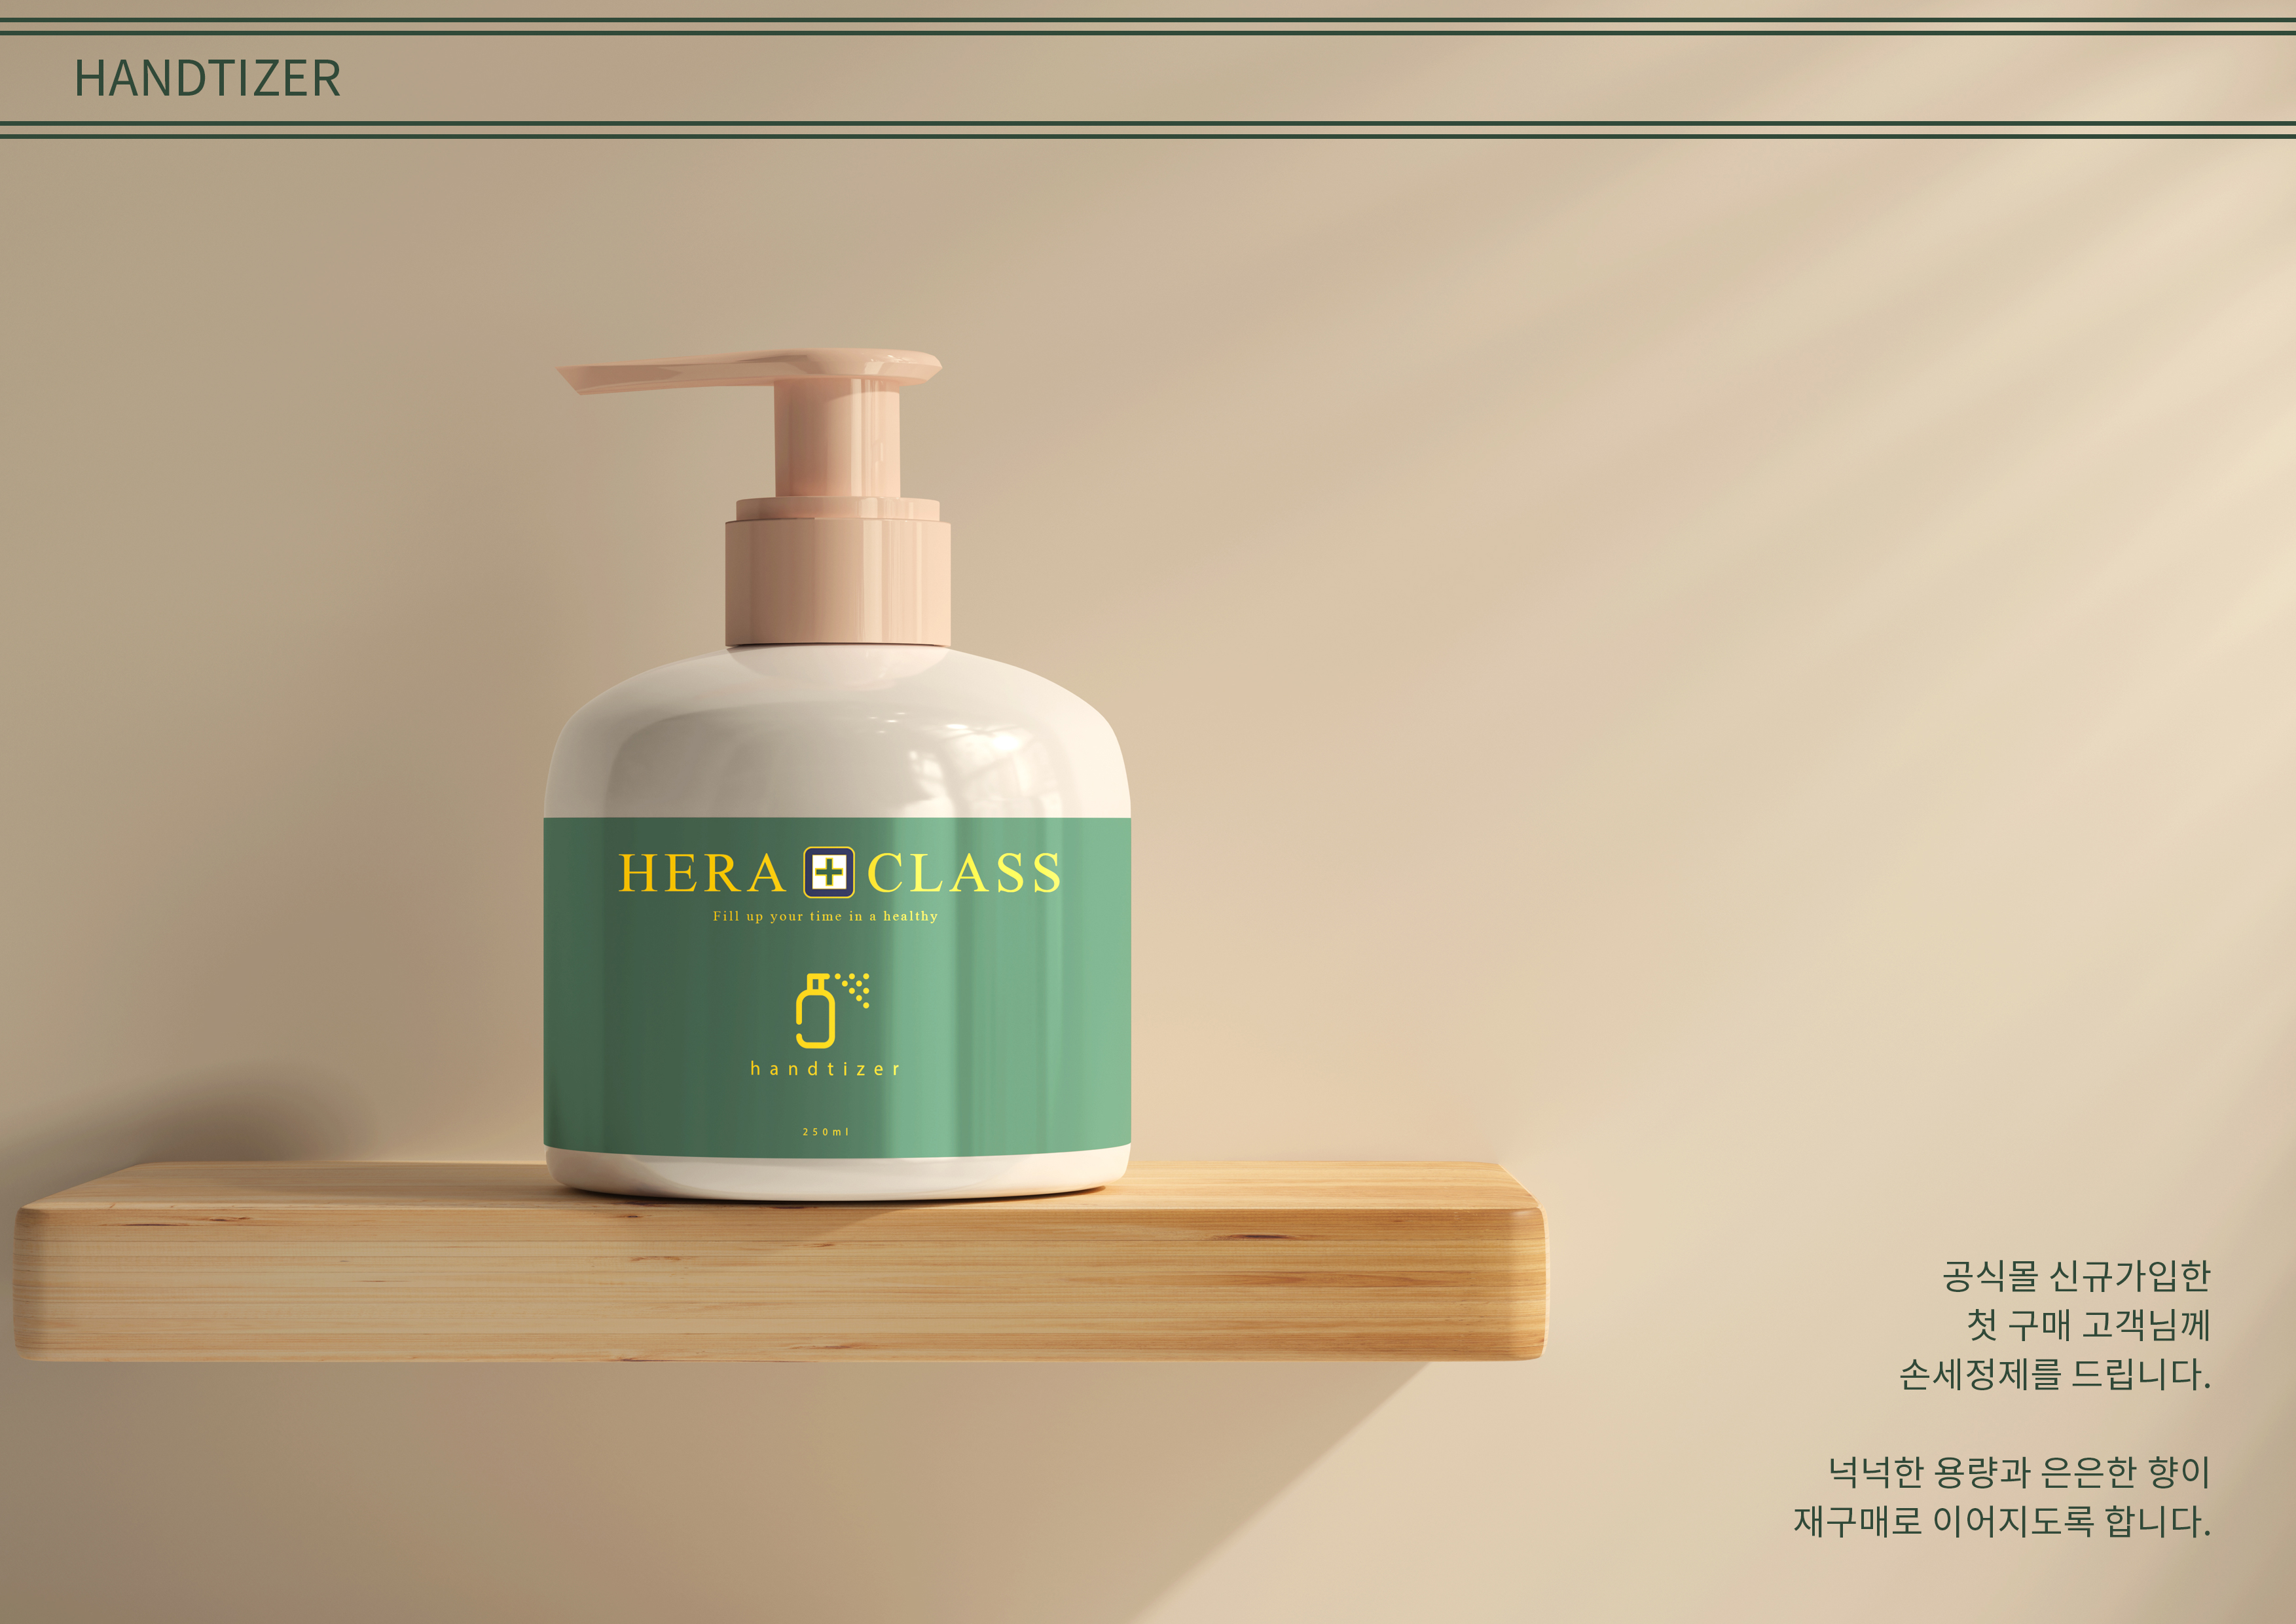 HANDTIZER
HERA CLASS
Fill up your time in a healthy
handtizer
250ml
공식몰 신규가입한
첫 구매 고객님께
손세정제를 드립니다.
넉넉한 용량과 은은한 향이
재구매로 이어지도록 합니다.